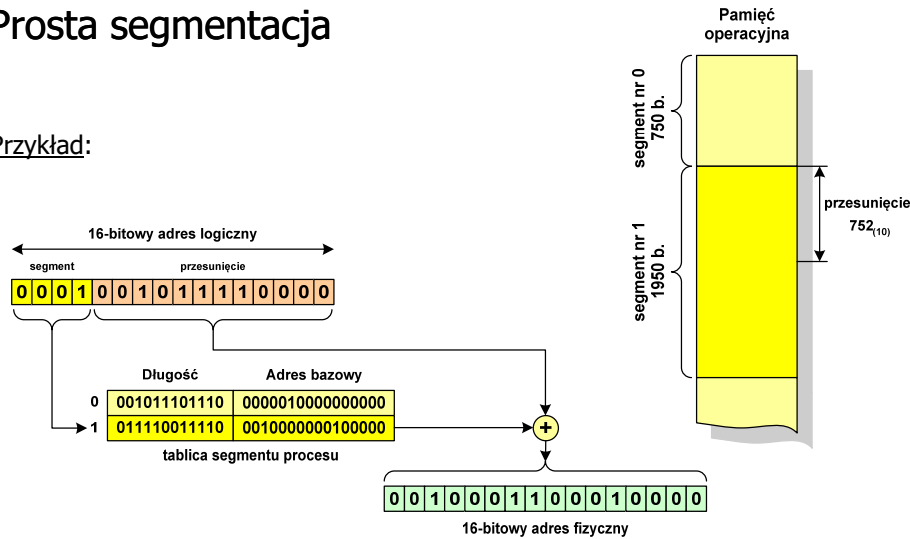 Prosta segmentacja
Przykład:
16-bitowy adres logiczny
segment przesunięcie
0 0 0 1 0 0 1 0 1 1 1 1 0 0 0 0
Długość Adres bazowy
0 001011101110 0000010000000000
1 011110011110 0010000000100000
tablica segmentu procesu
+
0 0 1 0 0 0 1 1 0 0 0 1 0 0 0 0
16-bitowy adres fizyczny
Pamięć
operacyjna
segment nr 0
750 b.
segment nr 1
1950 b.
przesunięcie
752(10)